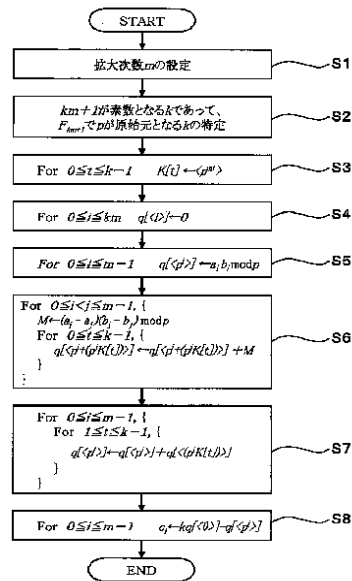 START
拡大次数mの設定
S1
km+1が素数となるkであって、
Fkm+1でpが原始元となるkの特定
S2
For 0≦t≦k-1 K[t]←<p^mt>
S3
For 0≦i≦km q[<i>]←0
S4
For 0≦i≦m-1 q[<p^i>]←a_i b_i mod p
S5
For 0≦i<j≦m-1, {
M←(a_i-a_j)(b_i-b_j) mod p
For 0≦t≦k-1, {
q[<p^i+(p^jK[t])>]←q[<p^i+(p^jK[t])>]+M
}
}
S6
For 0≦i≦m-1, {
For 1≦t≦k-1, {
q[<p^i>]←q[<p^i>]+q[<(p^iK[t])>]
}
}
S7
For 0≦i≦m-1 c_i←kq[<0>]-q[<p^i>]
S8
END